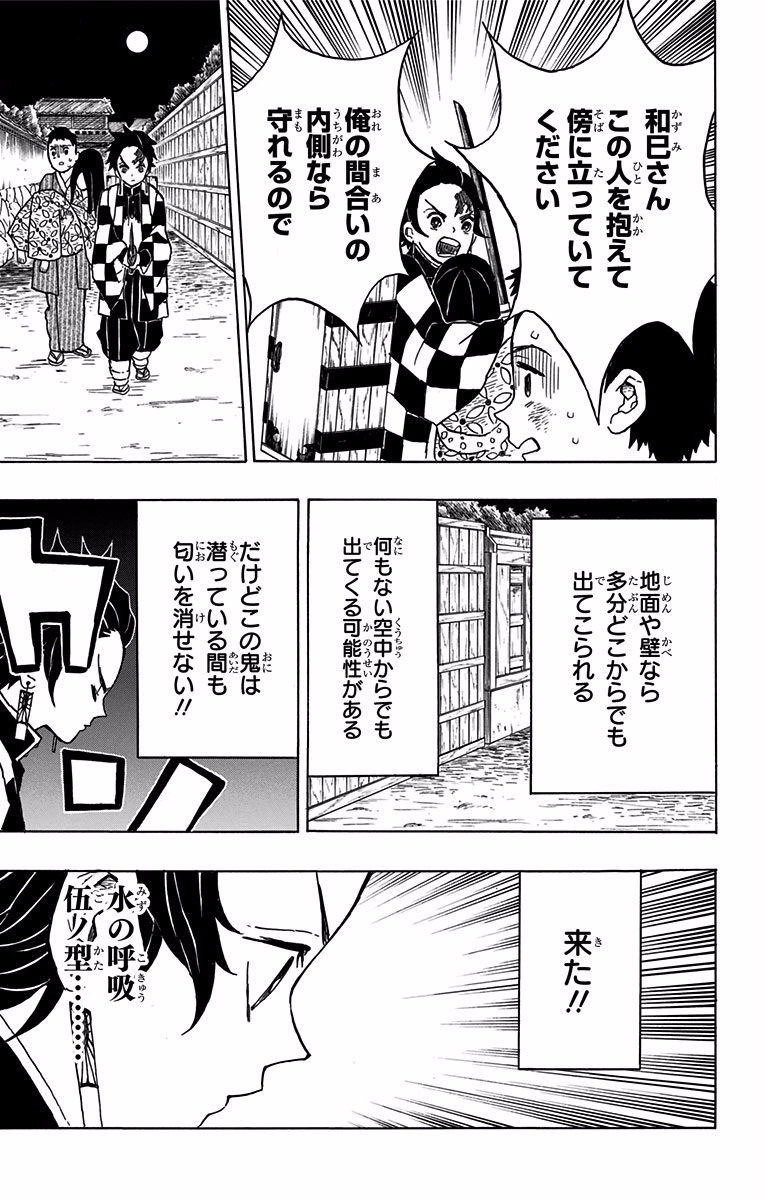 和巳さん
この人を抱えて
傍に立っていて
ください
俺の間合いの
内側なら
守れるので
地面や壁なら
多分どこからでも
出てこられる
何もない空中からでも
出てくる可能性がある
だけどこの鬼は
潜っている間も
匂いを消せない!!
来た!!
水の呼吸
伍ノ型……